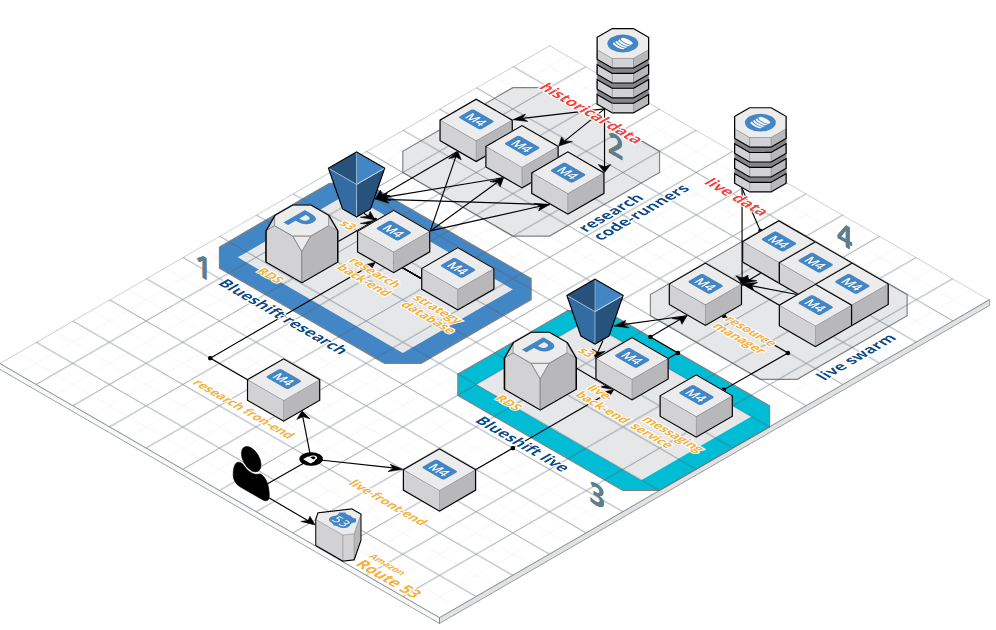 historical data
M4
M4
M4
2
research
code-runners
live data
4
M4
M4
M4
M4
M4
resource
manager
live swarm
P
s3
M4
M4
RDS
research
back-end
strategy
database
1
Blueshift research
P
s3
M4
M4
RDS
live
back-end
messaging
service
Blueshift live
3
M4
research fron-end
M4
live-front-end
53
Amazon
Route 53